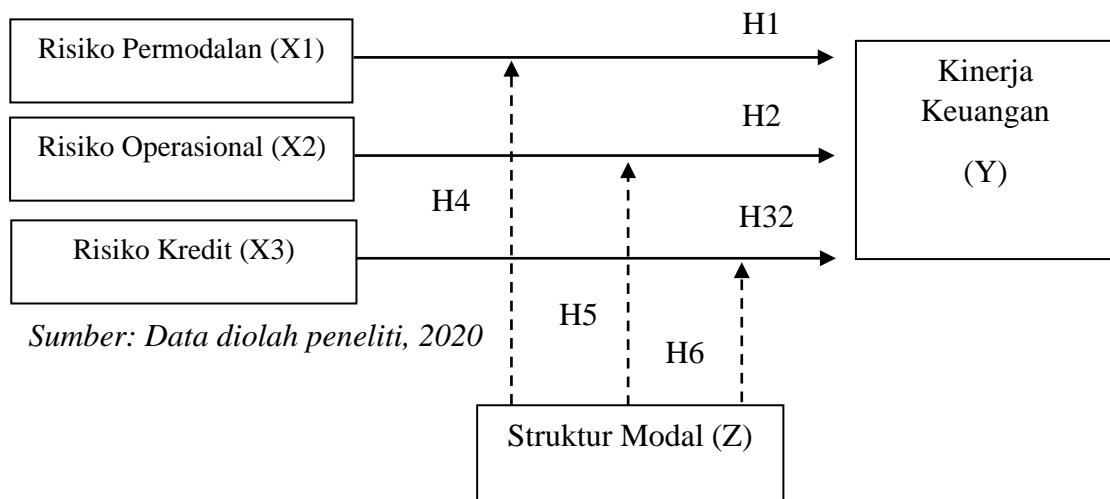 H1
Risiko Permodalan (X1)
Kinerja
Keuangan
(Y)
H2
Risiko Operasional (X2)
H4
H32
Risiko Kredit (X3)
H5
Sumber: Data diolah peneliti, 2020
H6
Struktur Modal (Z)